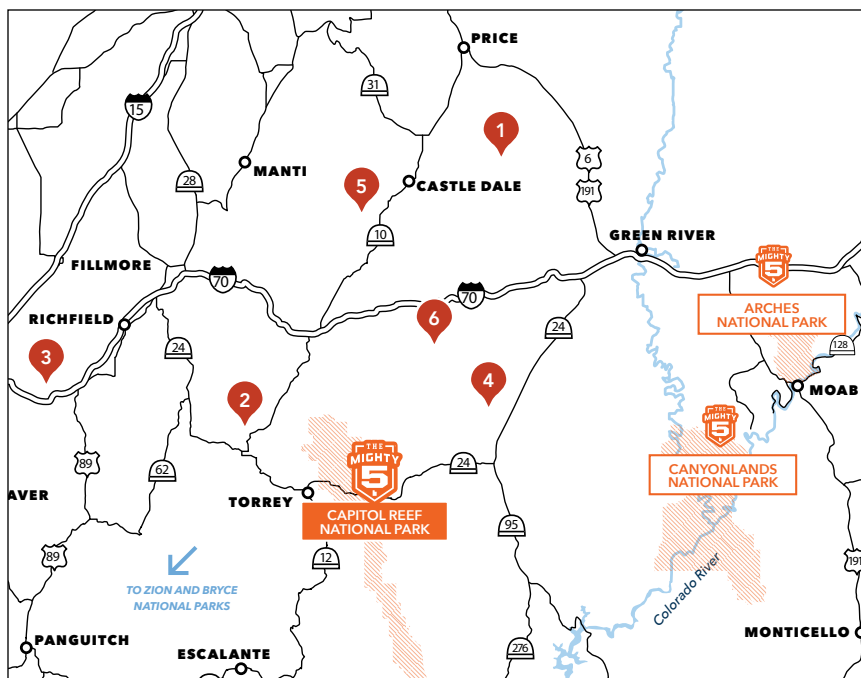 PRICE
31
15
1
6
191
MANTI
28
5
CASTLE DALE
10
GREEN RIVER
FILLMORE
THE
MIGHTY
5
70
70
ARCHES
NATIONAL PARK
RICHFIELD
6
24
24
128
3
2
4
MOAB
THE
MIGHTY
5
89
62
THE
MIGHTY
5
24
CANYONLANDS
NATIONAL PARK
AVER
TORREY
CAPITOL REEF
NATIONAL PARK
95
89
12
191
TO ZION AND BRYCE
NATIONAL PARKS
Colorado River
PANGUITCH
ESCALANTE
276
MONTICELLO